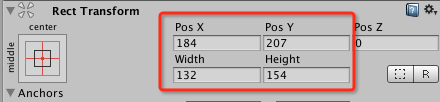 Rect Transform
center
Pos X Pos Y Pos Z
184 207 0
middle
Width Height
132 154
R
Anchors